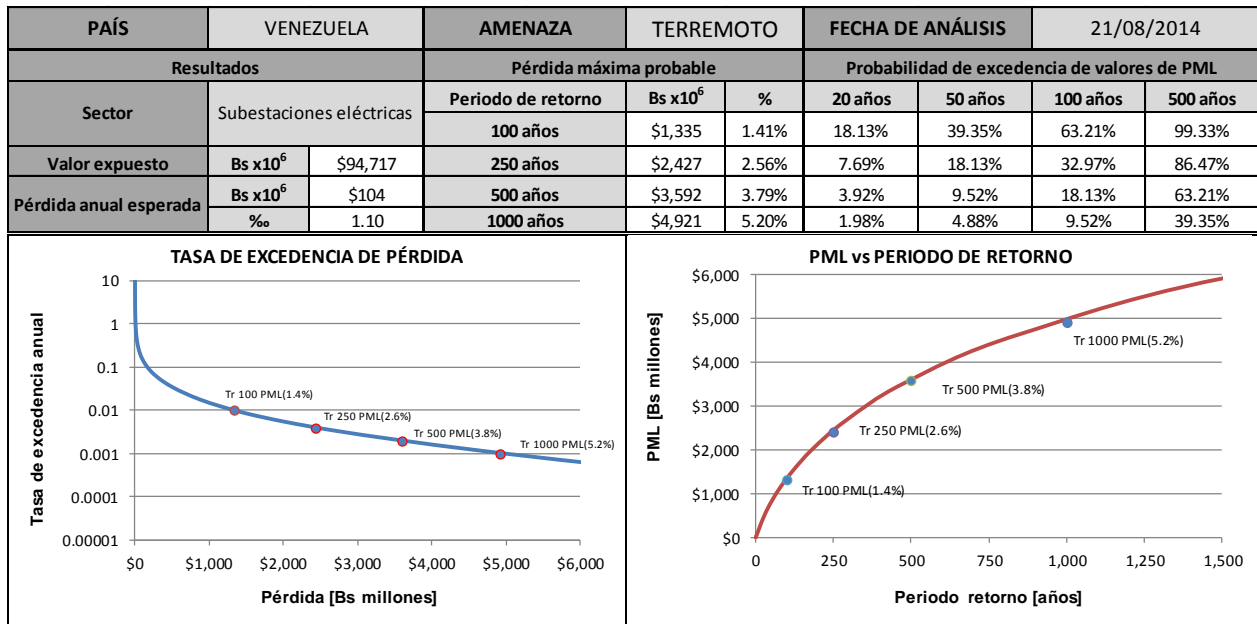 PAÍS VENEZUELA AMENAZA TERREMOTO FECHA DE ANÁLISIS 21/08/2014
Resultados Pérdida máxima probable Probabilidad de excedencia de valores de PML
Sector Subestaciones eléctricas Periodo de retorno Bs x10⁶ % 20 años 50 años 100 años 500 años
100 años $1,335 1.41% 18.13% 39.35% 63.21% 99.33%
Valor expuesto Bs x10⁶ $94,717 250 años $2,427 2.56% 7.69% 18.13% 32.97% 86.47%
Pérdida anual esperada Bs x10⁶ $104 500 años $3,592 3.79% 3.92% 9.52% 18.13% 63.21%
‰ 1.10 1000 años $4,921 5.20% 1.98% 4.88% 9.52% 39.35%
TASA DE EXCEDENCIA DE PÉRDIDA
Tasa de excedencia anual
10
1
0.1
0.01
0.001
0.0001
0.00001
Tr 100 PML(1.4%)
Tr 250 PML(2.6%)
Tr 500 PML(3.8%)
Tr 1000 PML(5.2%)
$0 $1,000 $2,000 $3,000 $4,000 $5,000 $6,000
Pérdida [Bs millones]
PML vs PERIODO DE RETORNO
PML [Bs millones]
$6,000
$5,000
$4,000
$3,000
$2,000
$1,000
$0
Tr 1000 PML(5.2%)
Tr 500 PML(3.8%)
Tr 250 PML(2.6%)
Tr 100 PML(1.4%)
0 250 500 750 1,000 1,250 1,500
Periodo retorno [años]